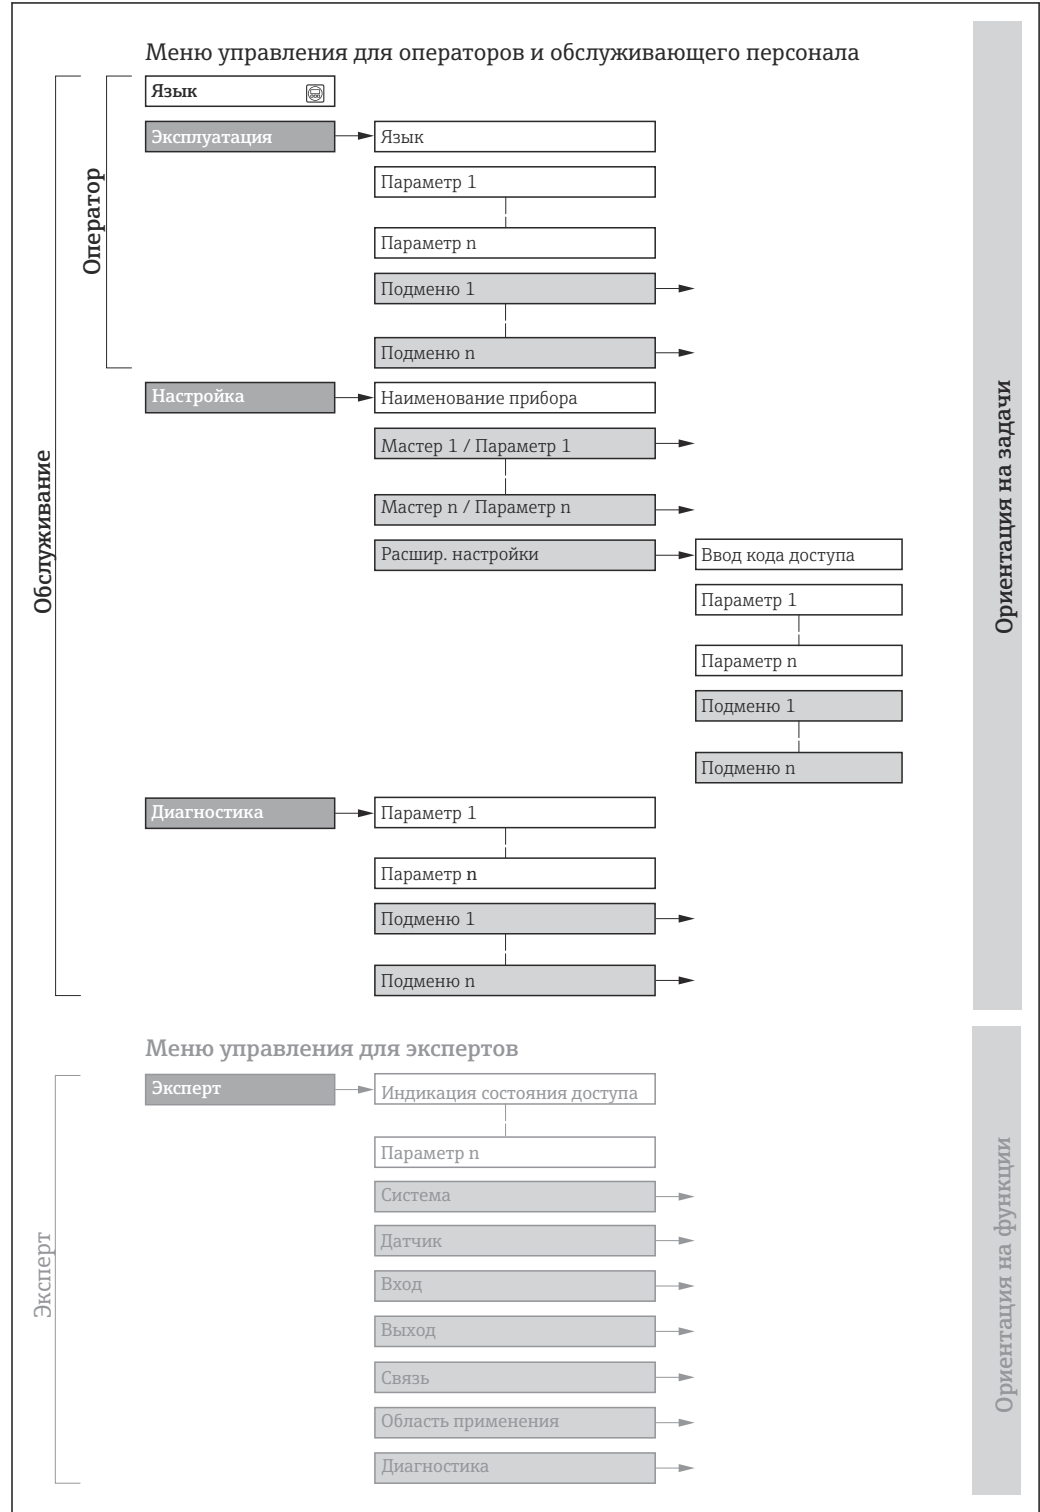 Меню управления для операторов и обслуживающего персонала
Язык
Эксплуатация
Язык
Параметр 1
Параметр n
Подменю 1
Подменю n
Оператор
Настройка
Наименование прибора
Мастер 1 / Параметр 1
Мастер n / Параметр n
Расшир. настройки
Ввод кода доступа
Параметр 1
Параметр n
Подменю 1
Подменю n
Диагностика
Параметр 1
Параметр n
Подменю 1
Подменю n
Обслуживание
Ориентация на задачи
Меню управления для экспертов
Эксперт
Индикация состояния доступа
Параметр n
Система
Датчик
Вход
Выход
Связь
Область применения
Диагностика
Эксперт
Ориентация на функции